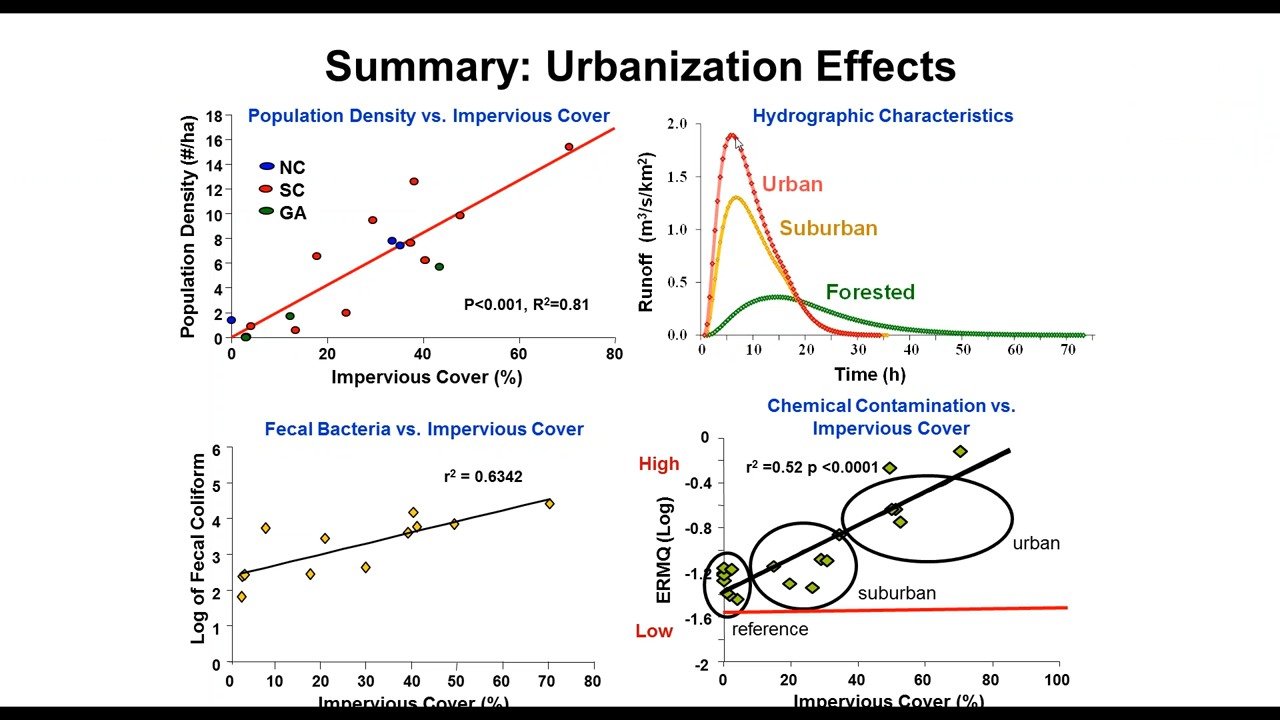 Summary: Urbanization Effects
Population Density vs. Impervious Cover
18
16
14
12
10
8
6
4
2
0
Population Density (#/ha)
NC
SC
GA
P<0.001, R²=0.81
0 20 40 60 80
Impervious Cover (%)
Hydrographic Characteristics
2.0
1.5
1.0
0.5
0.0
Runoff (m³/s/km²)
Urban
Suburban
Forested
0 10 20 30 40 50 60 70
Time (h)
Fecal Bacteria vs. Impervious Cover
6
5
4
3
2
1
0
Log of Fecal Coliform
r² = 0.6342
0 10 20 30 40 50 60 70 80
Impervious Cover (%)
Chemical Contamination vs.
Impervious Cover
0
-0.4
-0.8
-1.2
-1.6
-2
High
Low
ERMQ (Log)
r² =0.52 p <0.0001
urban
suburban
reference
0 20 40 60 80 100
Impervious Cover (%)